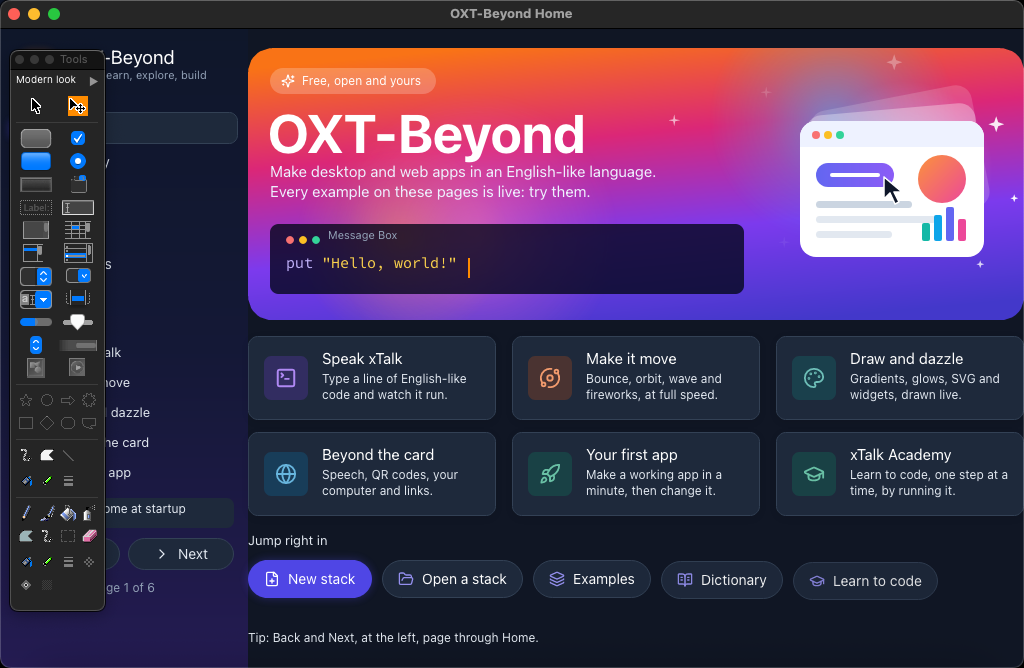 OXT-Beyond Home
Tools
Modern look
Label:
-Beyond
earn, explore, build
Free, open and yours
OXT-Beyond
Make desktop and web apps in an English-like language.
Every example on these pages is live: try them.
Message Box
put "Hello, world!"
Speak xTalk
Type a line of English-like
code and watch it run.
Make it move
Bounce, orbit, wave and
fireworks, at full speed.
Draw and dazzle
Gradients, glows, SVG and
widgets, drawn live.
Beyond the card
Speech, QR codes, your
computer and links.
Your first app
Make a working app in a
minute, then change it.
xTalk Academy
Learn to code, one step at a
time, by running it.
alk
nove
dazzle
he card
app
ome at startup
Next
ge 1 of 6
Jump right in
New stack
Open a stack
Examples
Dictionary
Learn to code
Tip: Back and Next, at the left, page through Home.